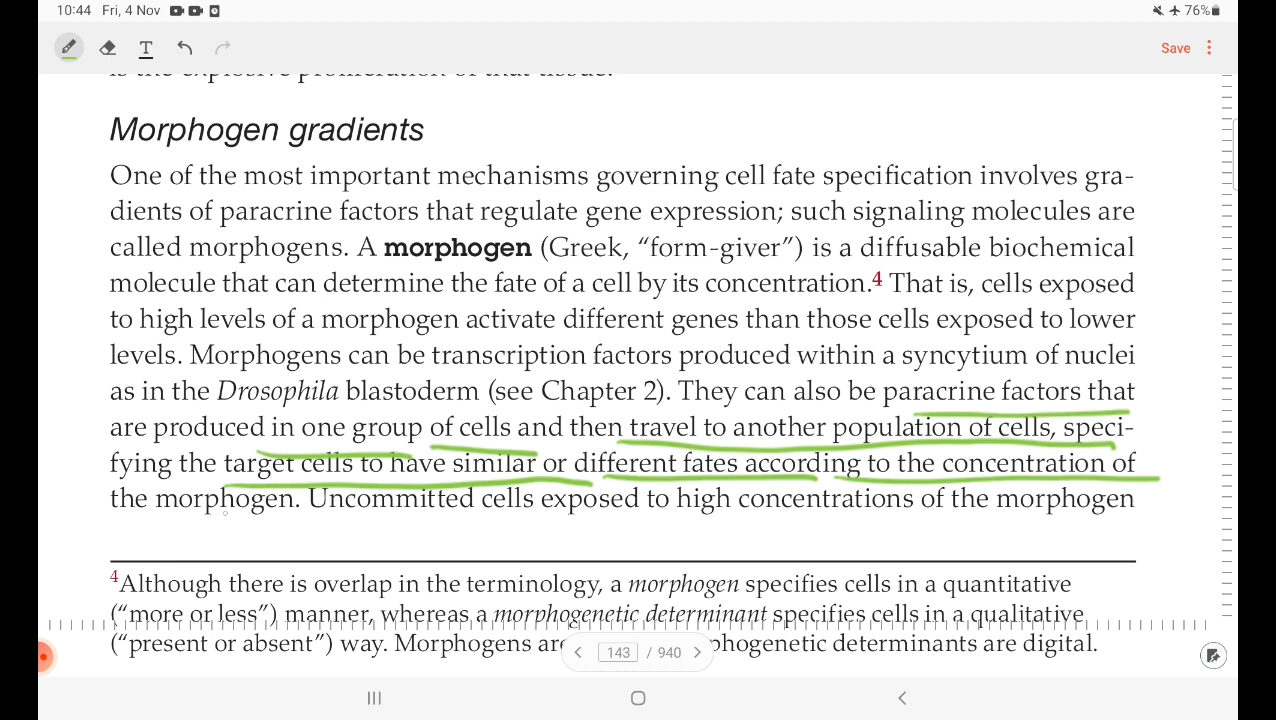 10:44 Fri, 4 Nov
76%
T
Save
is the explosive proliferation of that tissue.
Morphogen gradients
One of the most important mechanisms governing cell fate specification involves gra-
dients of paracrine factors that regulate gene expression; such signaling molecules are
called morphogens. A morphogen (Greek, “form-giver”) is a diffusable biochemical
molecule that can determine the fate of a cell by its concentration.4 That is, cells exposed
to high levels of a morphogen activate different genes than those cells exposed to lower
levels. Morphogens can be transcription factors produced within a syncytium of nuclei
as in the Drosophila blastoderm (see Chapter 2). They can also be paracrine factors that
are produced in one group of cells and then travel to another population of cells, speci-
fying the target cells to have similar or different fates according to the concentration of
the morphogen. Uncommitted cells exposed to high concentrations of the morphogen
4Although there is overlap in the terminology, a morphogen specifies cells in a quantitative
(“more or less”) manner, whereas a morphogenetic determinant specifies cells in a qualitative
(“present or absent”) way. Morphogens are phogenetic determinants are digital.
143 / 940